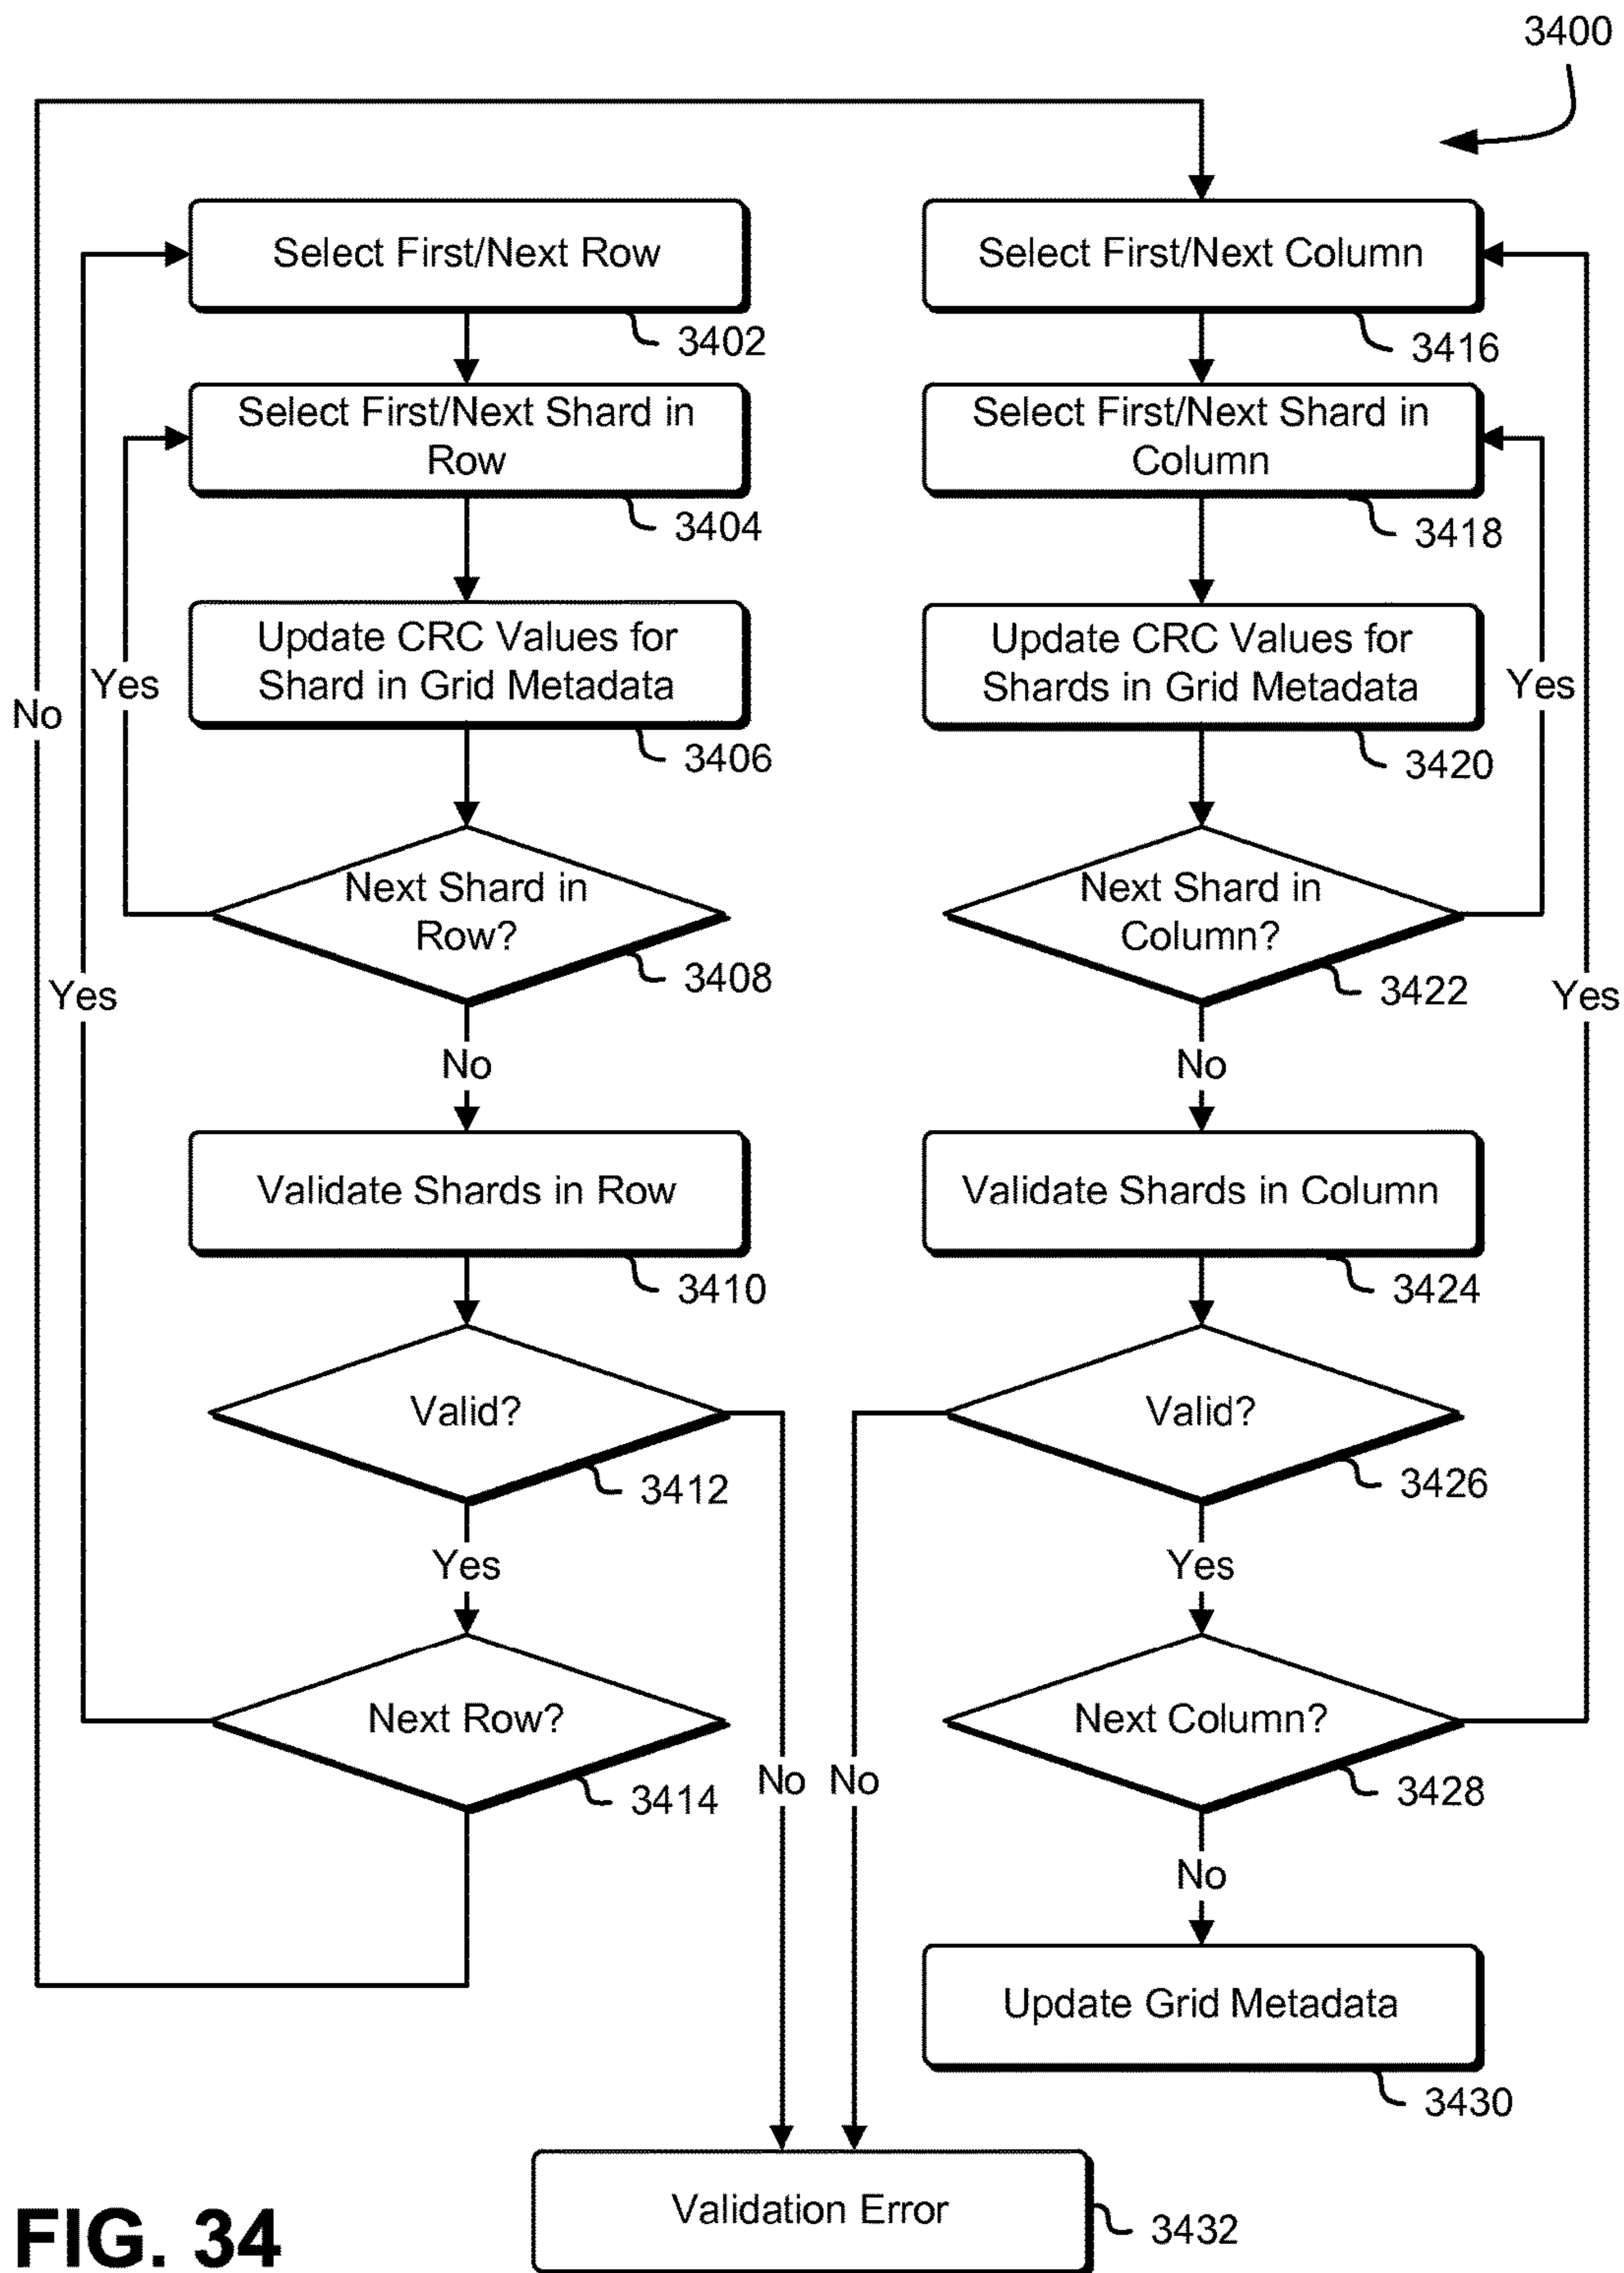 3400
Select First/Next Row
3402
Select First/Next Shard in
Row
3404
Update CRC Values for
Shard in Grid Metadata
3406
Next Shard in
Row?
3408
Yes
No
Validate Shards in Row
3410
Valid?
3412
Yes
No
Next Row?
3414
Yes
No
Select First/Next Column
3416
Select First/Next Shard in
Column
3418
Update CRC Values for
Shards in Grid Metadata
3420
Next Shard in
Column?
3422
Yes
No
Validate Shards in Column
3424
Valid?
3426
Yes
No
Next Column?
3428
Yes
No
Update Grid Metadata
3430
Validation Error
3432
FIG. 34